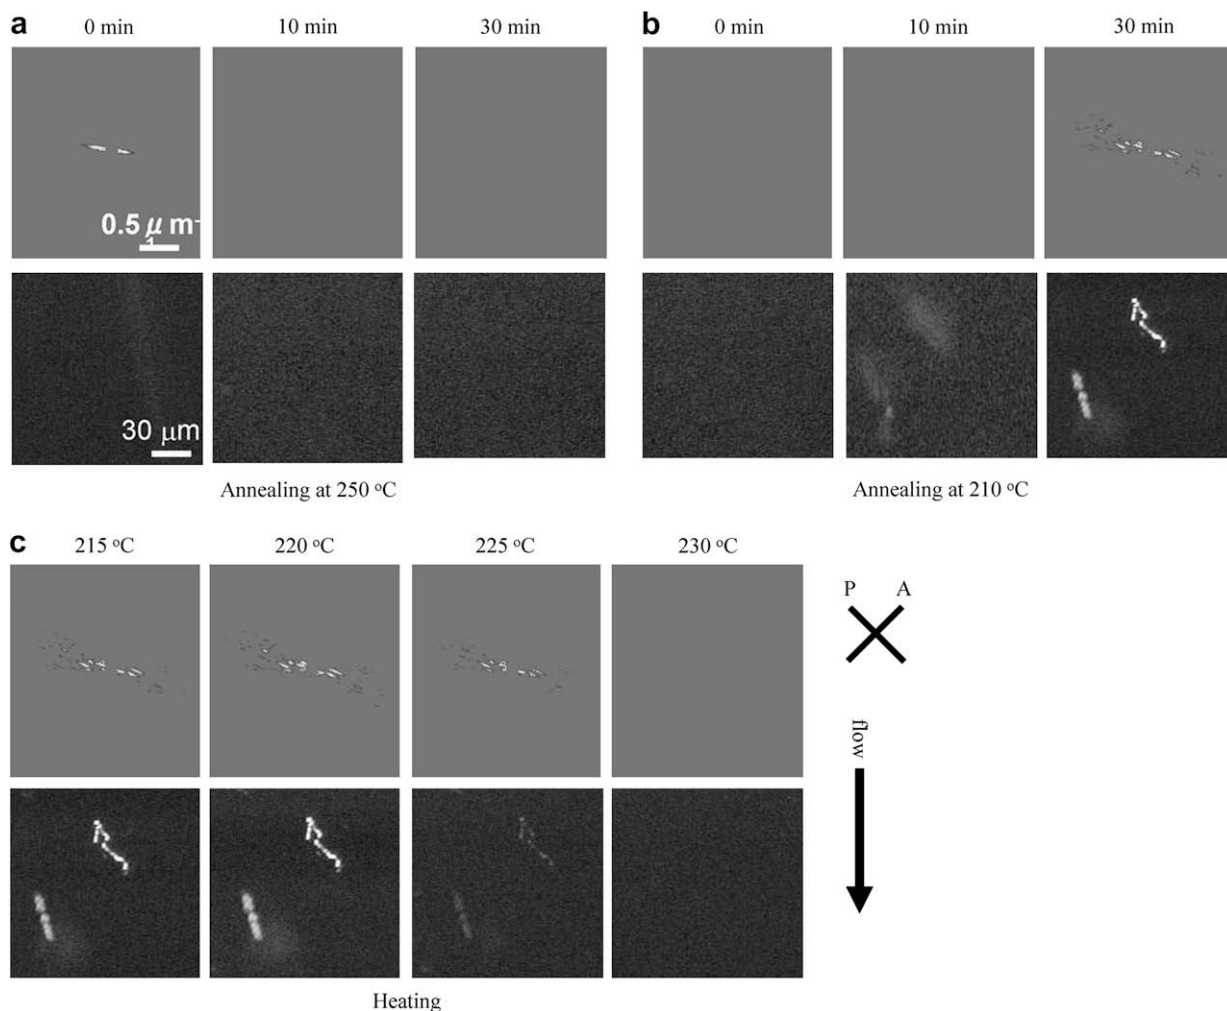 a
0 min 10 min 30 min
b
0 min 10 min 30 min
0.5 μ m⁻¹
30 μm
Annealing at 250 °C
Annealing at 210 °C
c
215 °C 220 °C 225 °C 230 °C
P A
flow
Heating